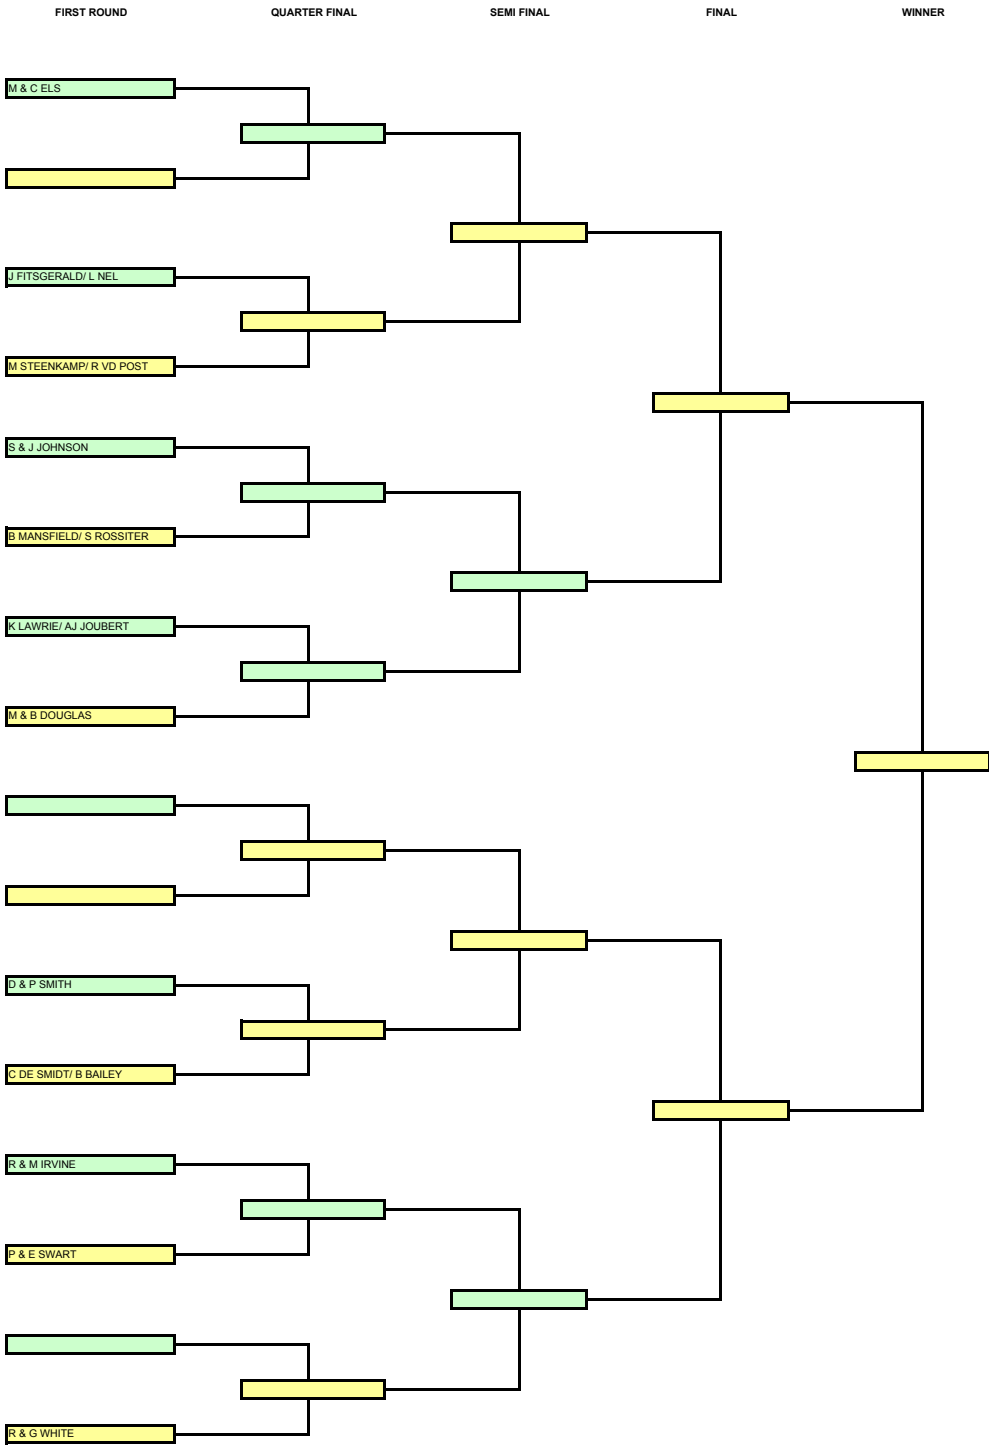 FIRST ROUND QUARTER FINAL SEMI FINAL FINAL WINNER
M & C ELS
J FITSGERALD/ L NEL
M STEENKAMP/ R VD POST
S & J JOHNSON
B MANSFIELD/ S ROSSITER
K LAWRIE/ AJ JOUBERT
M & B DOUGLAS
D & P SMITH
C DE SMIDT/ B BAILEY
R & M IRVINE
P & E SWART
R & G WHITE